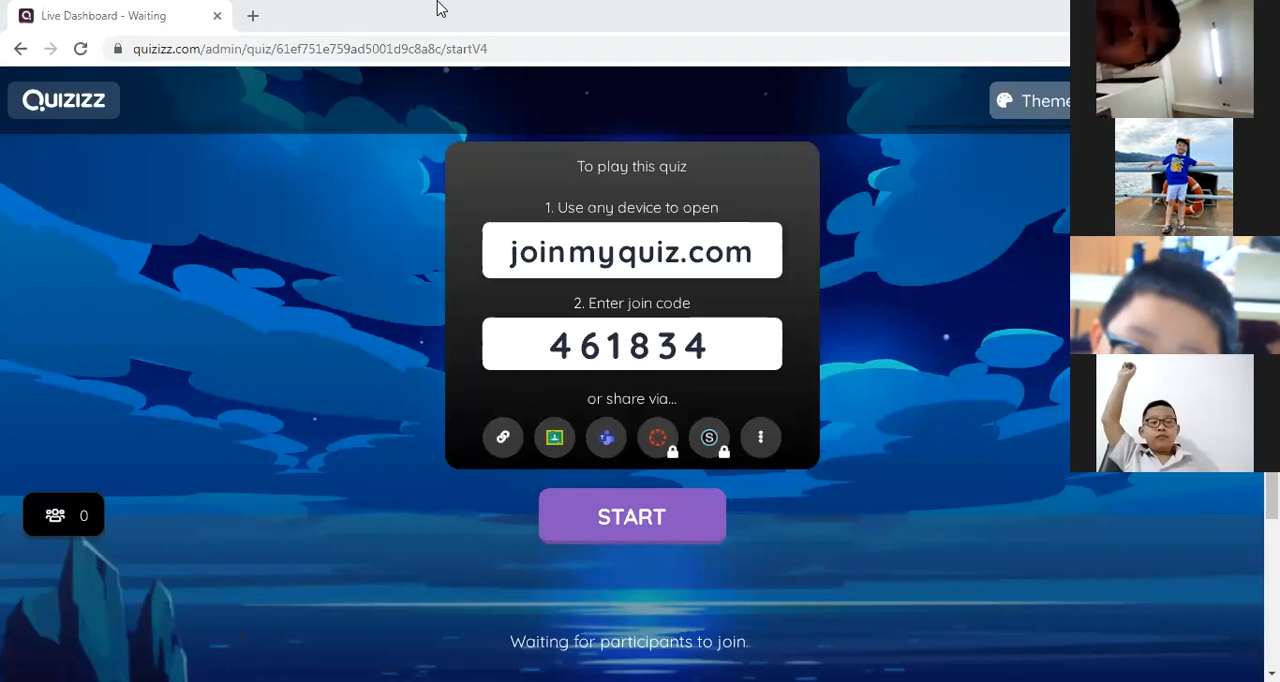 Live Dashboard - Waiting
quizizz.com/admin/quiz/61ef751e759ad5001d9c8a8c/startV4
QUIZIZZ
Theme
To play this quiz
1. Use any device to open
joinmyquiz.com
2. Enter join code
461834
or share via...
S
0
START
Waiting for participants to join.